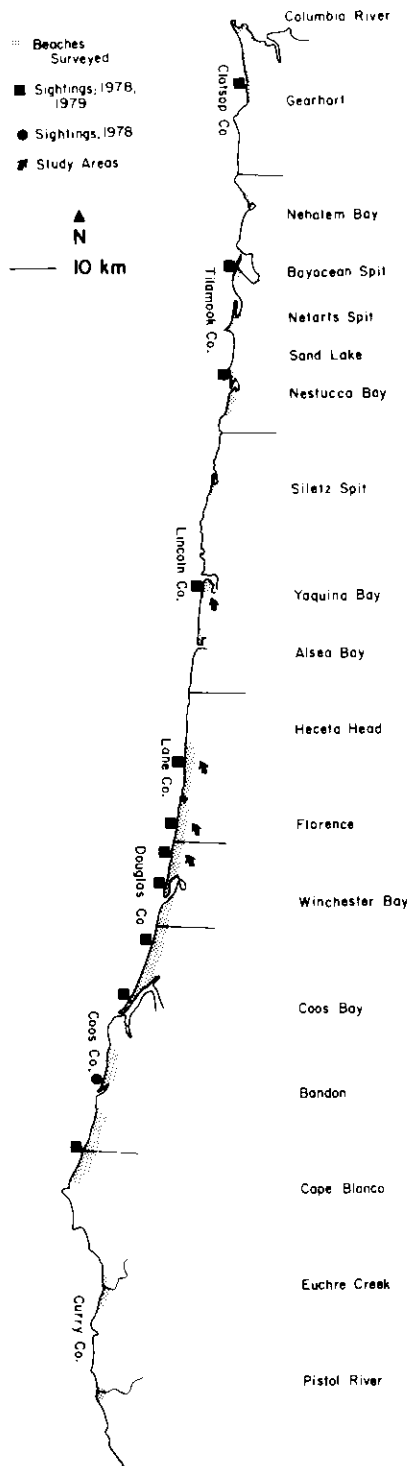 Columbia River
Beaches
Surveyed
Sightings; 1978,
1979
Clatsop Co
Gearhart
Sightings, 1978
Study Areas
N
10 km
Nehalem Bay
Bayocean Spit
Tilamook Co.
Netarts Spit
Sand Lake
Nestucca Bay
Siletz Spit
Lincoln Co.
Yaquina Bay
Alsea Bay
Heceta Head
Lane Co.
Florence
Douglas Co
Winchester Bay
Coos Bay
Coos Co.
Bandon
Cape Blanco
Euchre Creek
Curry Co.
Pistol River